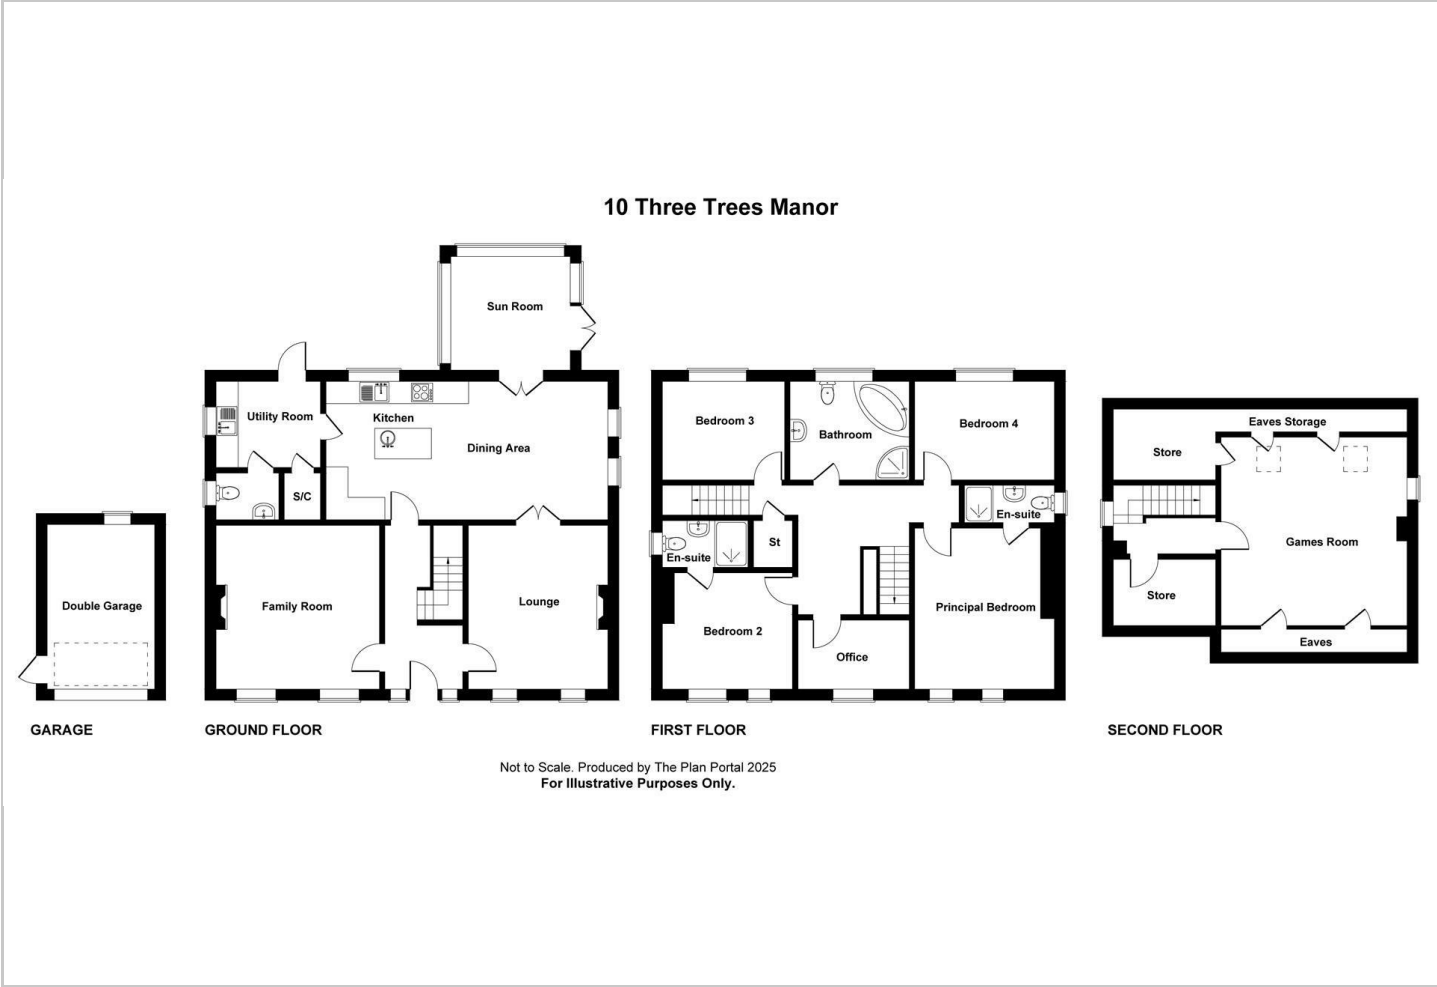 10 Three Trees Manor
Sun Room
Utility Room
Kitchen
Dining Area
S/C
Double Garage
Family Room
Lounge
Bedroom 3
Bathroom
Bedroom 4
En-suite
En-suite
St
Bedroom 2
Office
Principal Bedroom
Eaves Storage
Store
Games Room
Store
Eaves
GARAGE
GROUND FLOOR
FIRST FLOOR
SECOND FLOOR
Not to Scale. Produced by The Plan Portal 2025
For Illustrative Purposes Only.